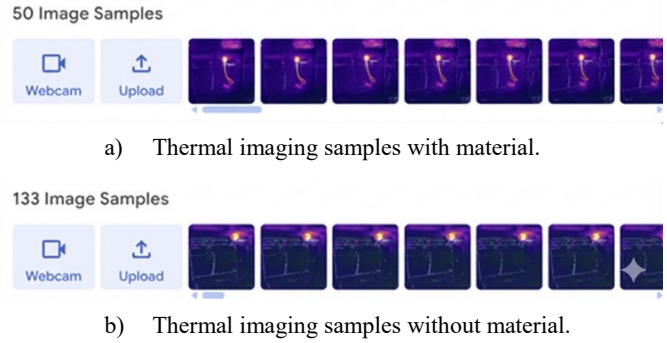 50 Image Samples
Webcam
Upload
a) Thermal imaging samples with material.
133 Image Samples
Webcam
Upload
b) Thermal imaging samples without material.